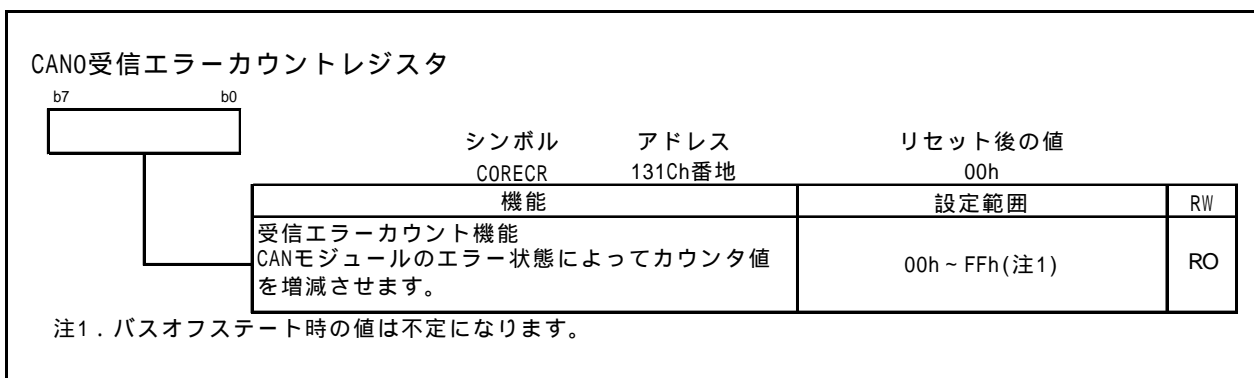 CAN0受信エラーカウントレジスタ
b7 b0
シンボル アドレス リセット後の値
C0RECR 131Ch番地 00h
機能 設定範囲 RW
受信エラーカウント機能
CANモジュールのエラー状態によってカウンタ値
を増減させます。
00h~FFh(注1) RO
注1．バスオフステート時の値は不定になります。